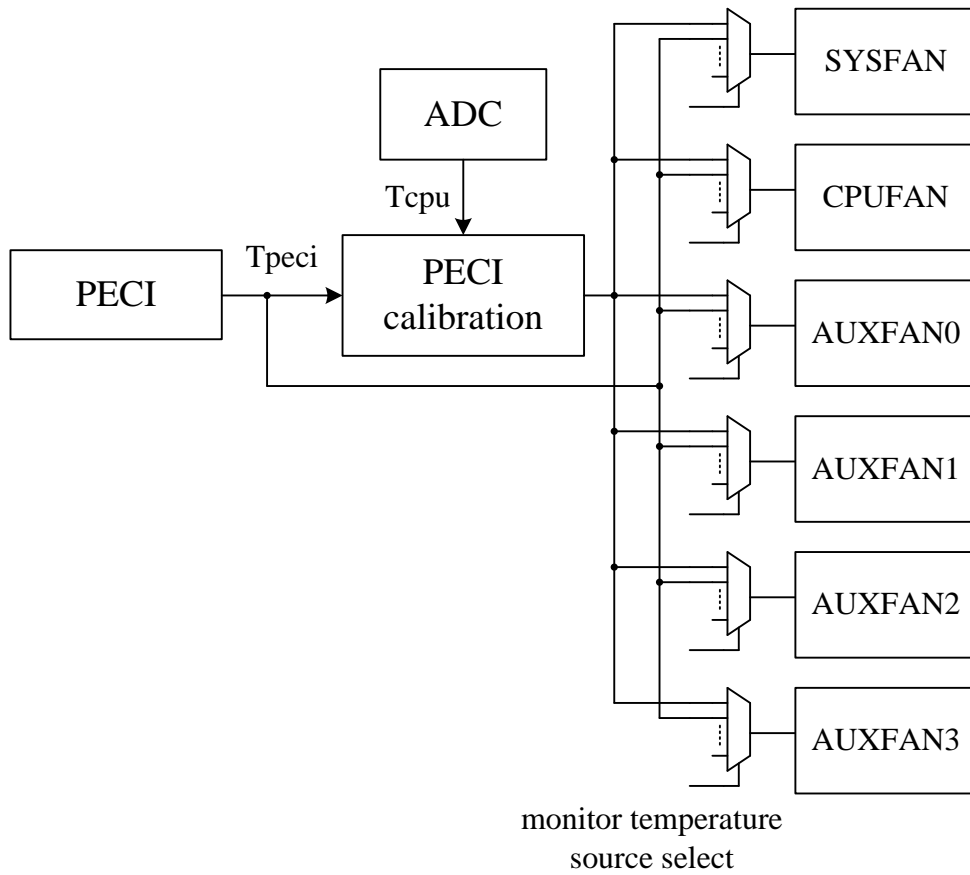 SYSFAN
ADC
Tcpu
CPUFAN
Tpeci
PECI
PECI
calibration
AUXFAN0
AUXFAN1
AUXFAN2
AUXFAN3
monitor temperature
source select